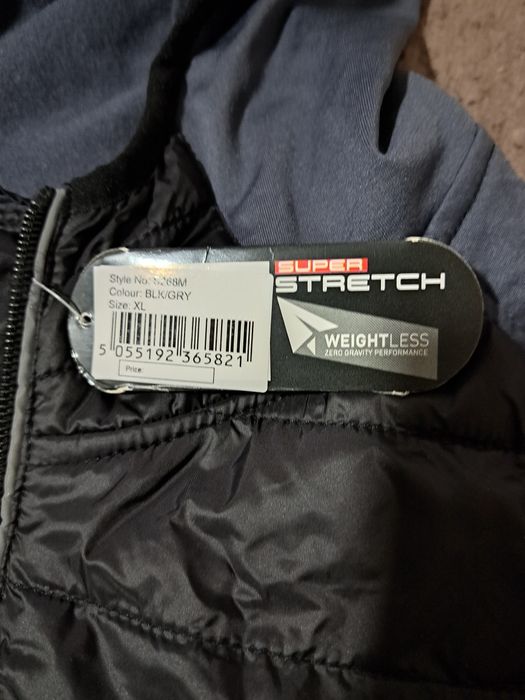 Style No: S268M
Colour: BLK/GRY
Size: XL
5 055192 365821
Price:
SUPER
STRETCH
WEIGHTLESS
ZERO GRAVITY PERFORMANCE